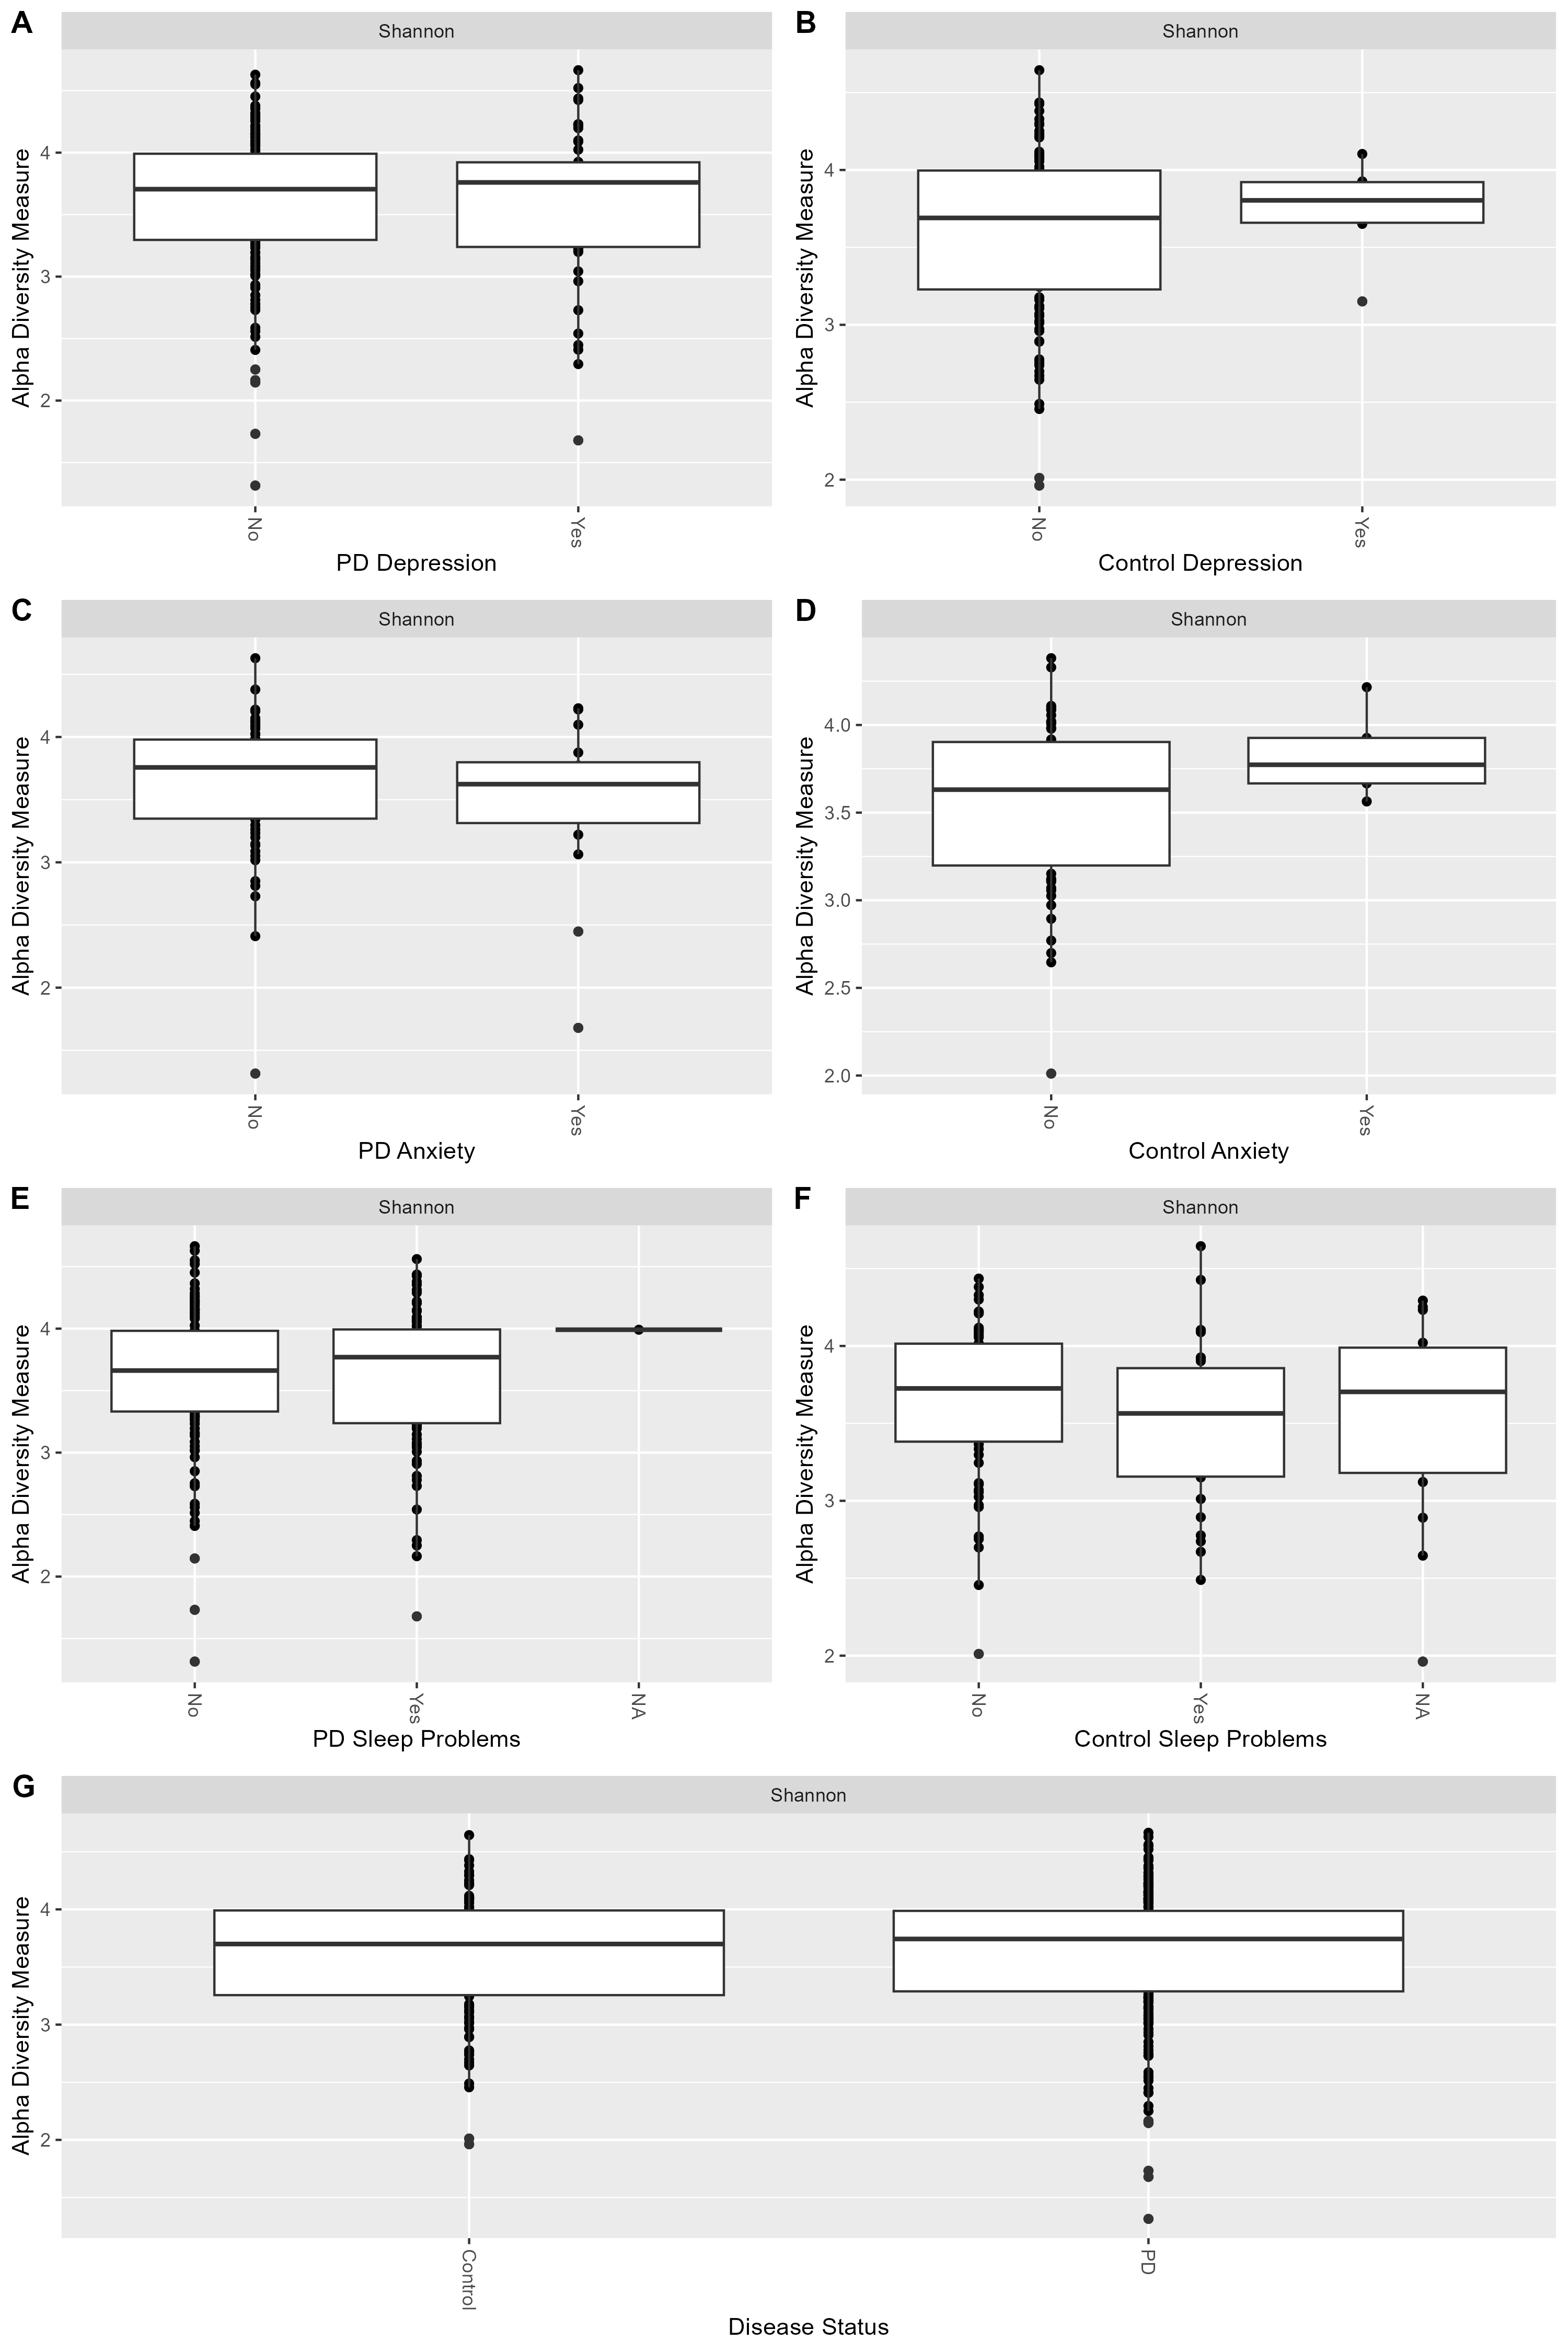 A
Shannon
Alpha Diversity Measure
4
3
2
No
Yes
PD Depression
B
Shannon
Alpha Diversity Measure
4
3
2
No
Yes
Control Depression
C
Shannon
Alpha Diversity Measure
4
3
2
No
Yes
PD Anxiety
D
Shannon
Alpha Diversity Measure
4.0
3.5
3.0
2.5
2.0
No
Yes
Control Anxiety
E
Shannon
Alpha Diversity Measure
4
3
2
No
Yes
NA
PD Sleep Problems
F
Shannon
Alpha Diversity Measure
4
3
2
No
Yes
NA
Control Sleep Problems
G
Shannon
Alpha Diversity Measure
4
3
2
Control
PD
Disease Status